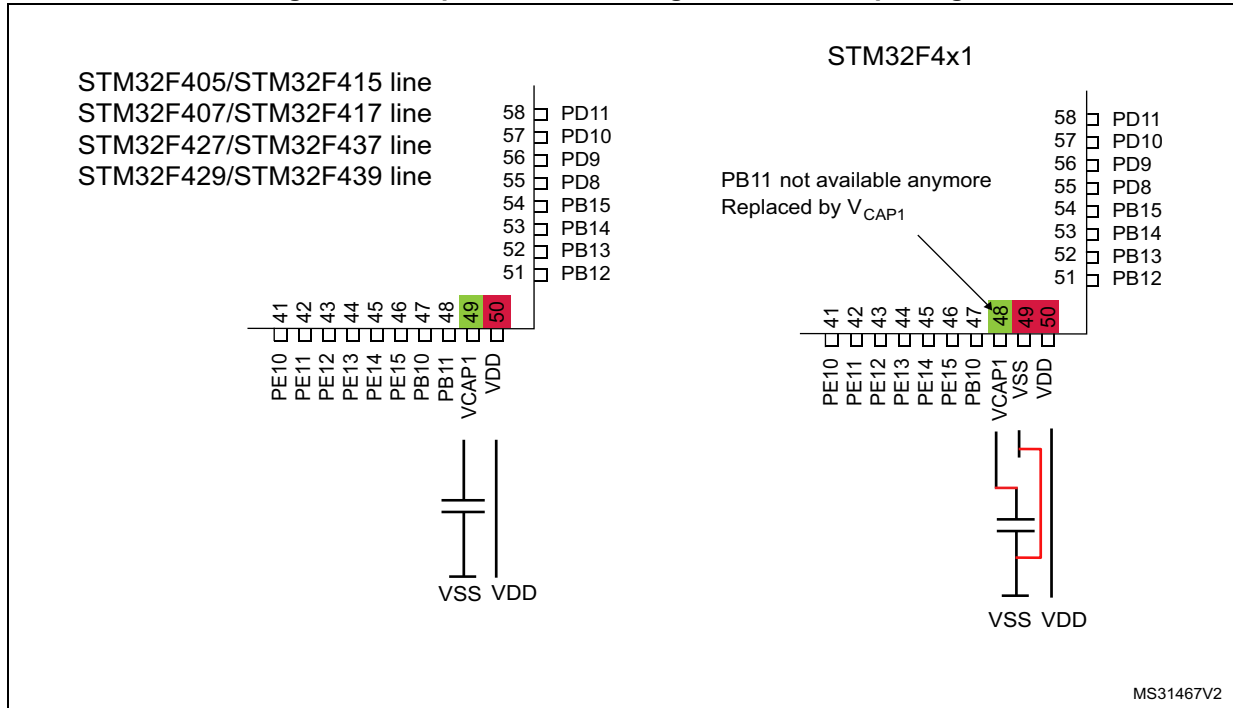 STM32F405/STM32F415 line
STM32F407/STM32F417 line
STM32F427/STM32F437 line
STM32F429/STM32F439 line
58 PD11
57 PD10
56 PD9
55 PD8
54 PB15
53 PB14
52 PB13
51 PB12
41 42 43 44 45 46 47 48 49 50
PE10 PE11 PE12 PE13 PE14 PE15 PB10 PB11 VCAP1 VDD
VSS VDD
STM32F4x1
PB11 not available anymore
Replaced by VCAP1
58 PD11
57 PD10
56 PD9
55 PD8
54 PB15
53 PB14
52 PB13
51 PB12
41 42 43 44 45 46 47 48 49 50
PE10 PE11 PE12 PE13 PE14 PE15 PB10 VCAP1 VSS VDD
VSS VDD
MS31467V2